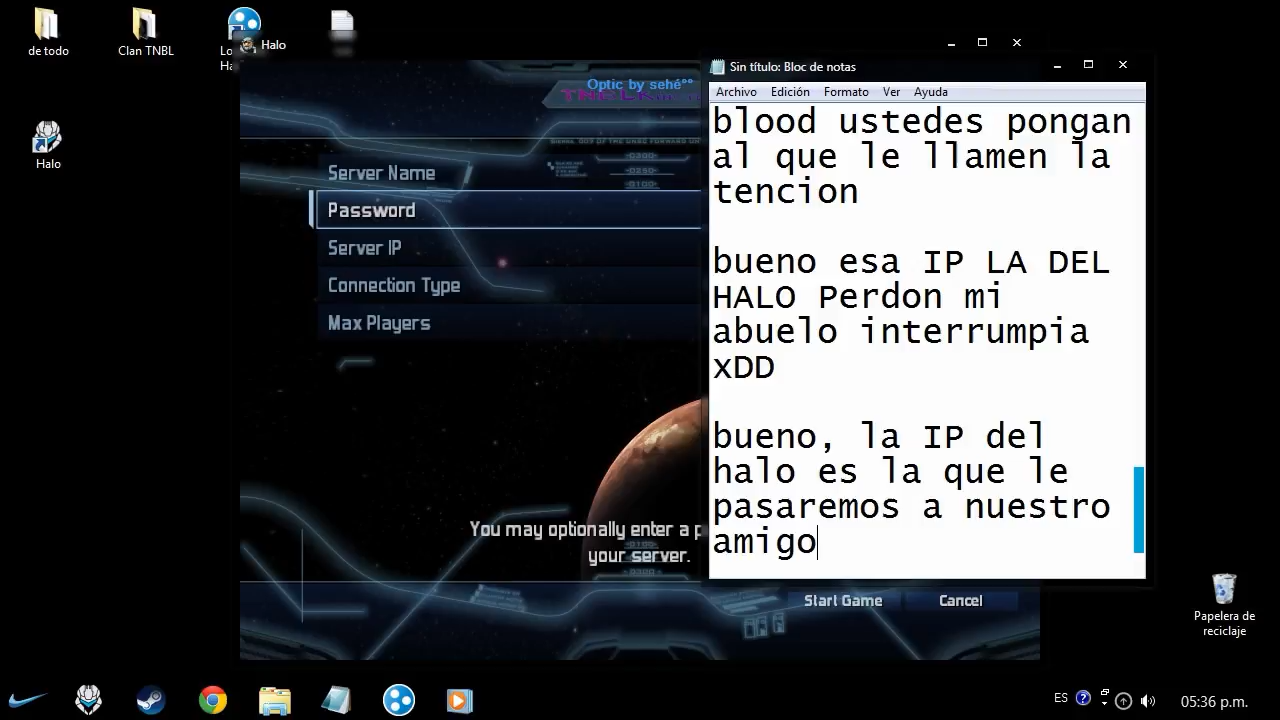 de todo
Clan TNBL
Halo
Halo
Optic by sehé°°
Server Name
Password
Server IP
Connection Type
Max Players
You may optionally enter a
your server.
Start Game
Cancel
Sin título: Bloc de notas
Archivo Edición Formato Ver Ayuda
blood ustedes pongan
al que le llamen la
tencion
bueno esa IP LA DEL
HALO Perdon mi
abuelo interrumpia
xDD
bueno, la IP del
halo es la que le
pasaremos a nuestro
amigo
Papelera de
reciclaje
ES
05:36 p.m.